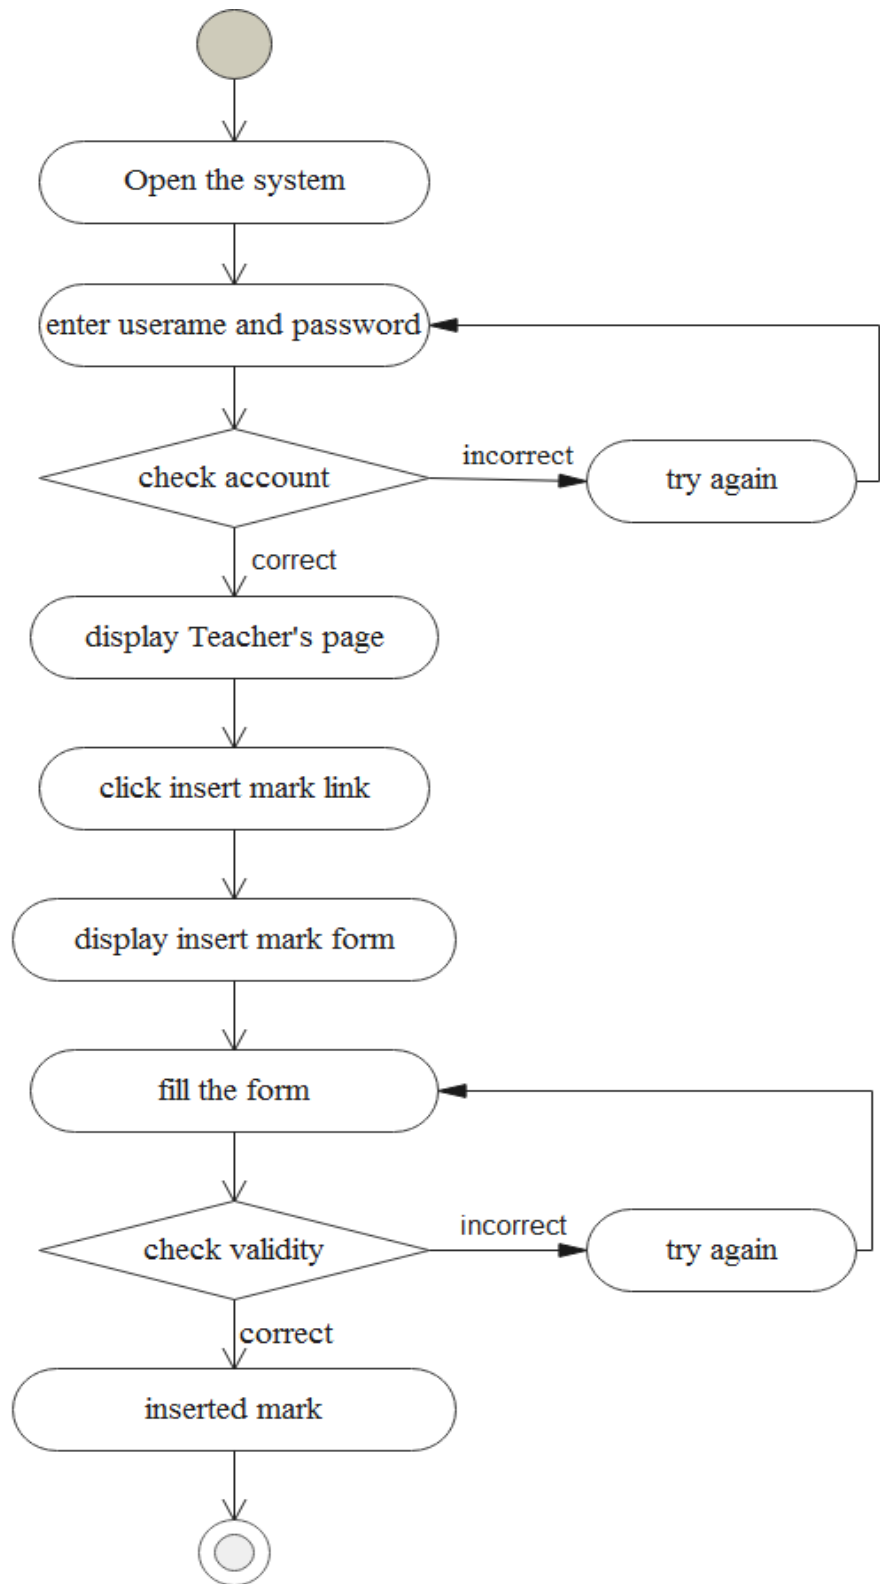 Open the system
enter userame and password
check account
incorrect
try again
correct
display Teacher's page
click insert mark link
display insert mark form
fill the form
check validity
incorrect
try again
correct
inserted mark